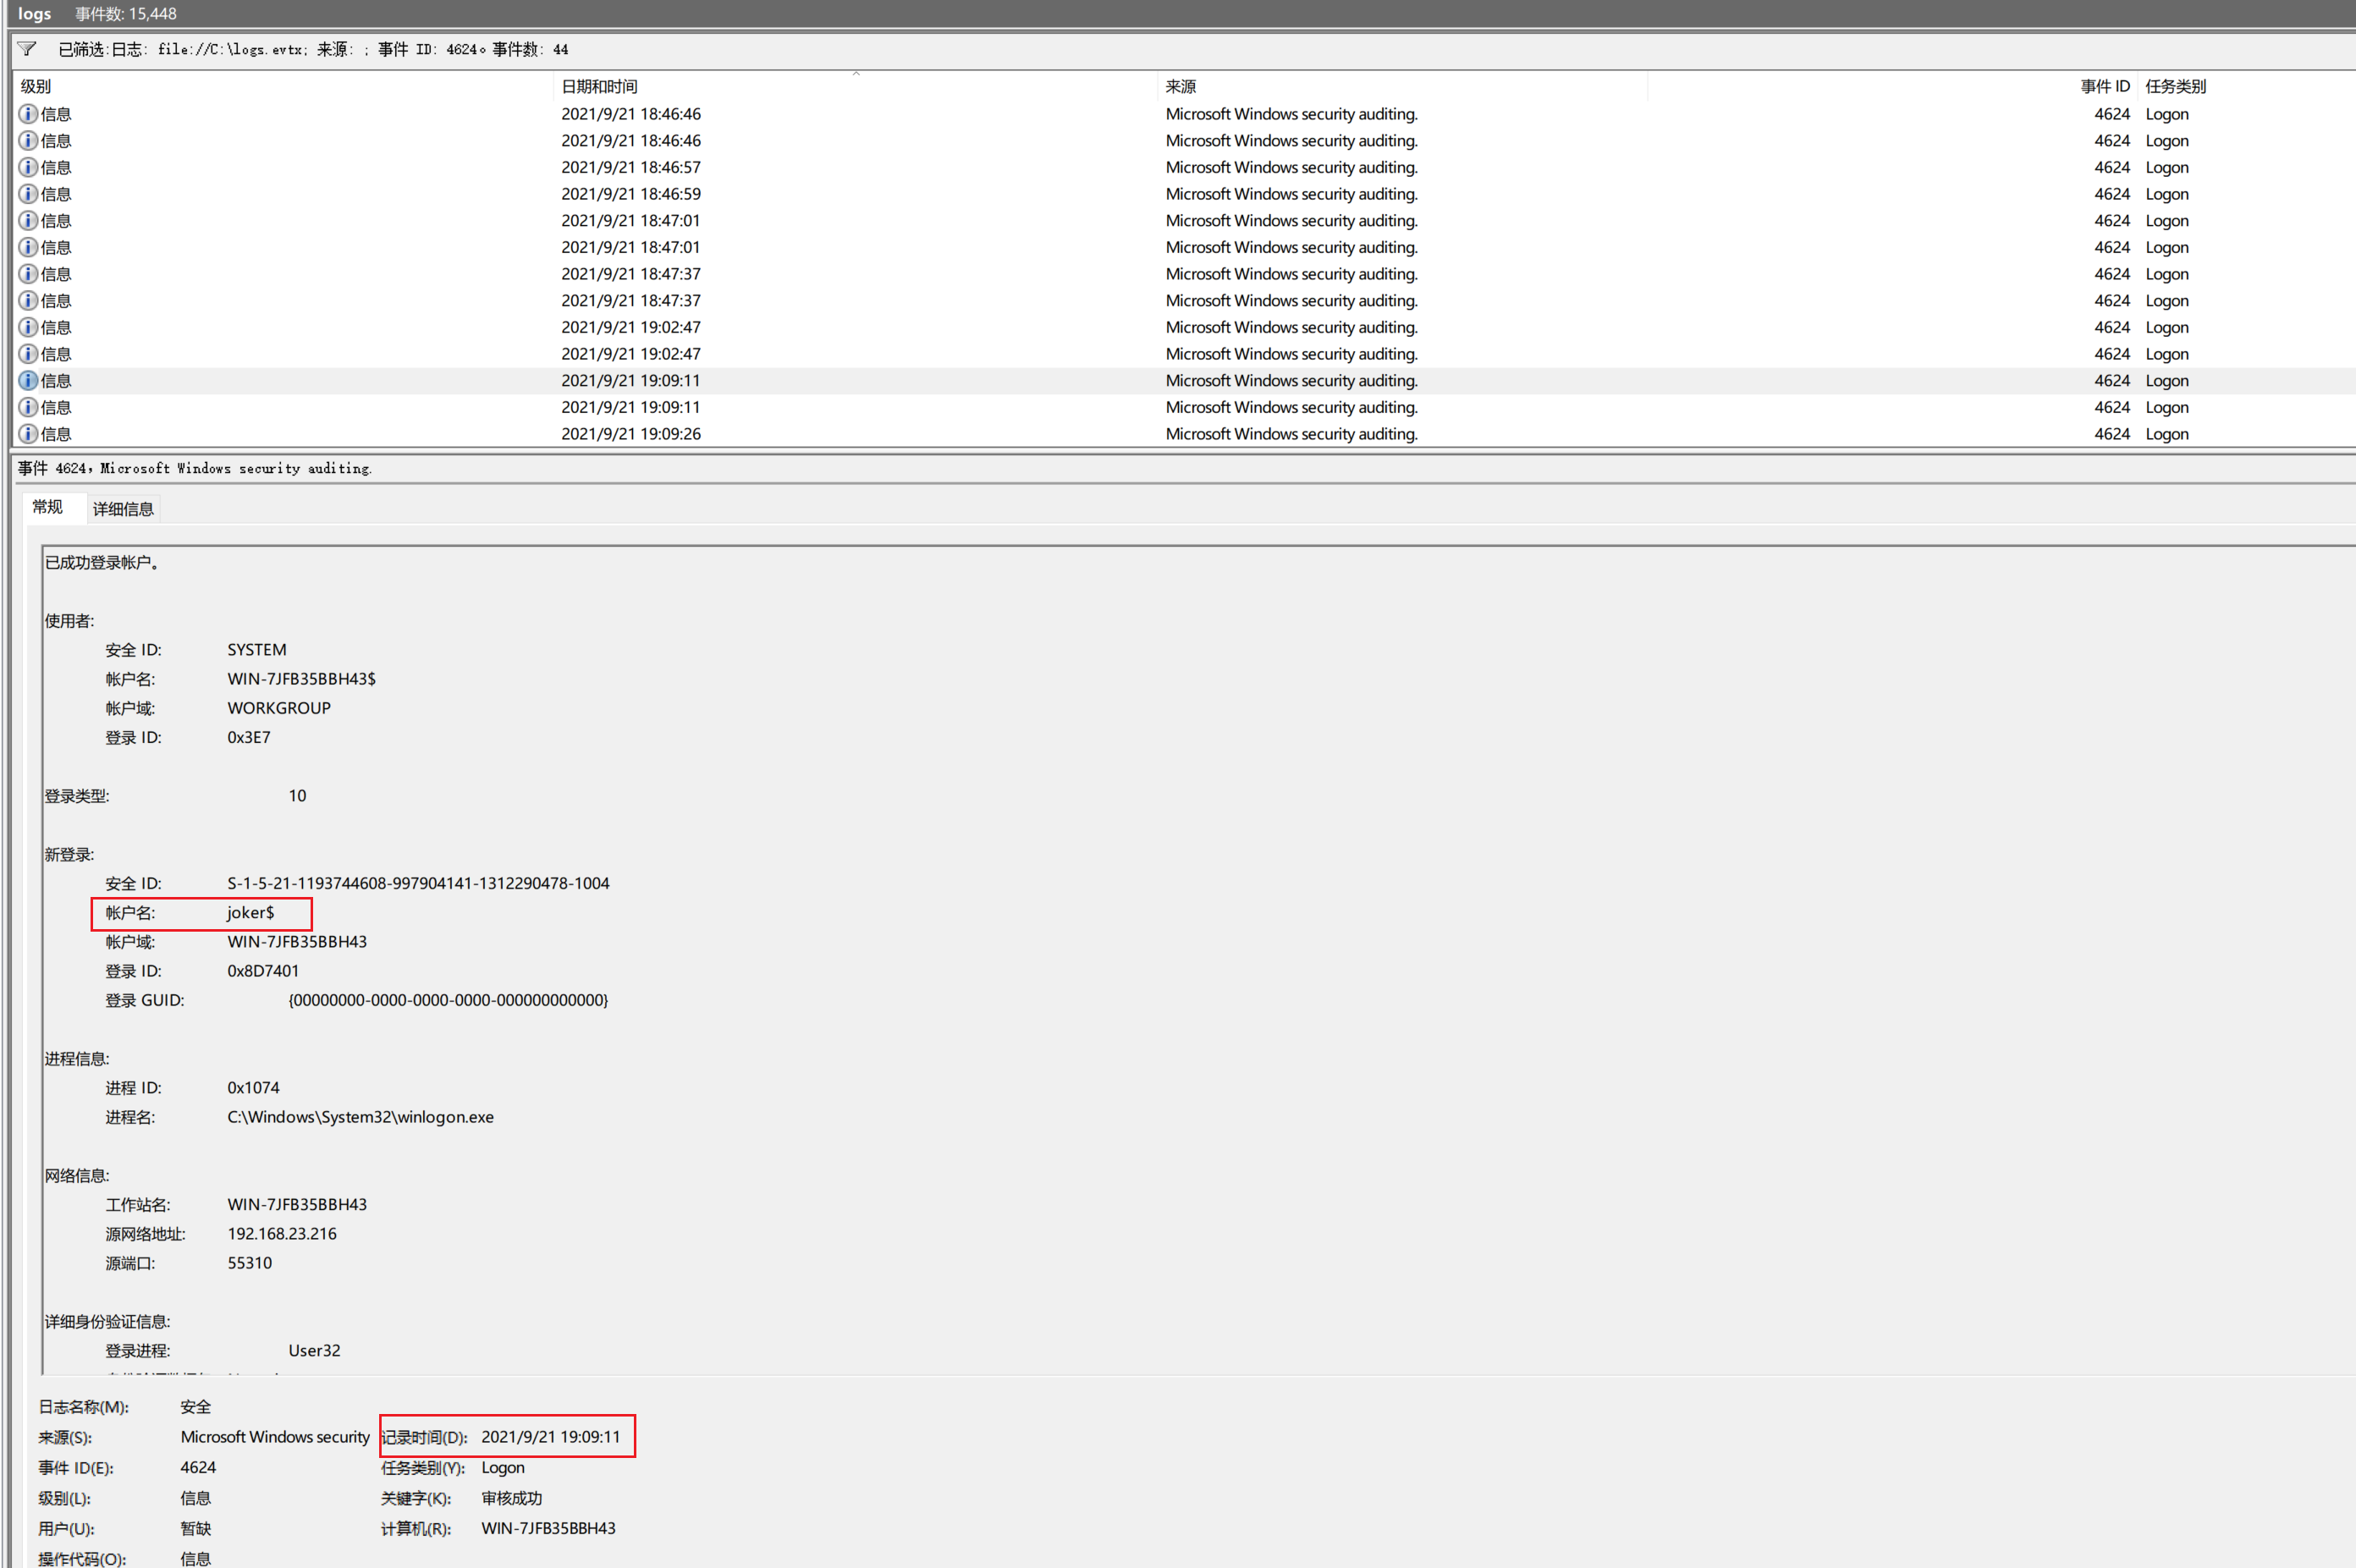 logs 事件数: 15,448
已筛选:日志: file://C:\logs.evtx; 来源: ; 事件 ID: 4624。事件数: 44
级别 日期和时间 来源 事件 ID 任务类别
信息 2021/9/21 18:46:46 Microsoft Windows security auditing. 4624 Logon
信息 2021/9/21 18:46:46 Microsoft Windows security auditing. 4624 Logon
信息 2021/9/21 18:46:57 Microsoft Windows security auditing. 4624 Logon
信息 2021/9/21 18:46:59 Microsoft Windows security auditing. 4624 Logon
信息 2021/9/21 18:47:01 Microsoft Windows security auditing. 4624 Logon
信息 2021/9/21 18:47:01 Microsoft Windows security auditing. 4624 Logon
信息 2021/9/21 18:47:37 Microsoft Windows security auditing. 4624 Logon
信息 2021/9/21 18:47:37 Microsoft Windows security auditing. 4624 Logon
信息 2021/9/21 19:02:47 Microsoft Windows security auditing. 4624 Logon
信息 2021/9/21 19:02:47 Microsoft Windows security auditing. 4624 Logon
信息 2021/9/21 19:09:11 Microsoft Windows security auditing. 4624 Logon
信息 2021/9/21 19:09:11 Microsoft Windows security auditing. 4624 Logon
信息 2021/9/21 19:09:26 Microsoft Windows security auditing. 4624 Logon
事件 4624，Microsoft Windows security auditing.
常规 详细信息
已成功登录帐户。
使用者:
安全 ID: SYSTEM
帐户名: WIN-7JFB35BBH43$
帐户域: WORKGROUP
登录 ID: 0x3E7
登录类型: 10
新登录:
安全 ID: S-1-5-21-1193744608-997904141-1312290478-1004
帐户名: joker$
帐户域: WIN-7JFB35BBH43
登录 ID: 0x8D7401
登录 GUID: {00000000-0000-0000-0000-000000000000}
进程信息:
进程 ID: 0x1074
进程名: C:\Windows\System32\winlogon.exe
网络信息:
工作站名: WIN-7JFB35BBH43
源网络地址: 192.168.23.216
源端口: 55310
详细身份验证信息:
登录进程: User32
日志名称(M): 安全
来源(S): Microsoft Windows security 记录时间(D): 2021/9/21 19:09:11
事件 ID(E): 4624 任务类别(Y): Logon
级别(L): 信息 关键字(K): 审核成功
用户(U): 暂缺 计算机(R): WIN-7JFB35BBH43
操作代码(O): 信息